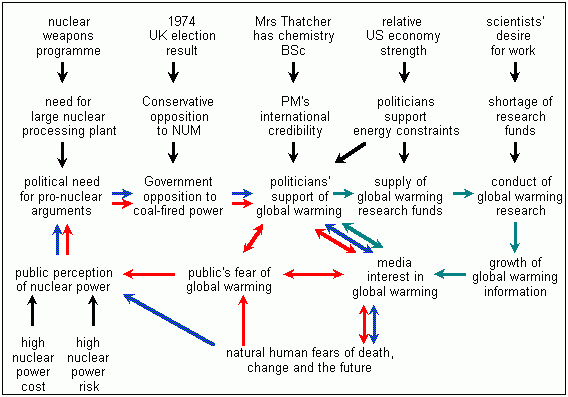 nuclear
weapons
programme
1974
UK election
result
Mrs Thatcher
has chemistry
BSc
relative
US economy
strength
scientists'
desire
for work
need for
large nuclear
processing plant
Conservative
opposition
to NUM
PM's
international
credibility
politicians
support
energy constraints
shortage of
research
funds
political need
for pro-nuclear
arguments
Government
opposition to
coal-fired power
politicians'
support of
global warming
supply of
global warming
research funds
conduct of
global warming
research
public perception
of nuclear power
public's fear of
global warming
media
interest in
global warming
growth of
global warming
information
high
nuclear
power
cost
high
nuclear
power
risk
natural human fears of death,
change and the future